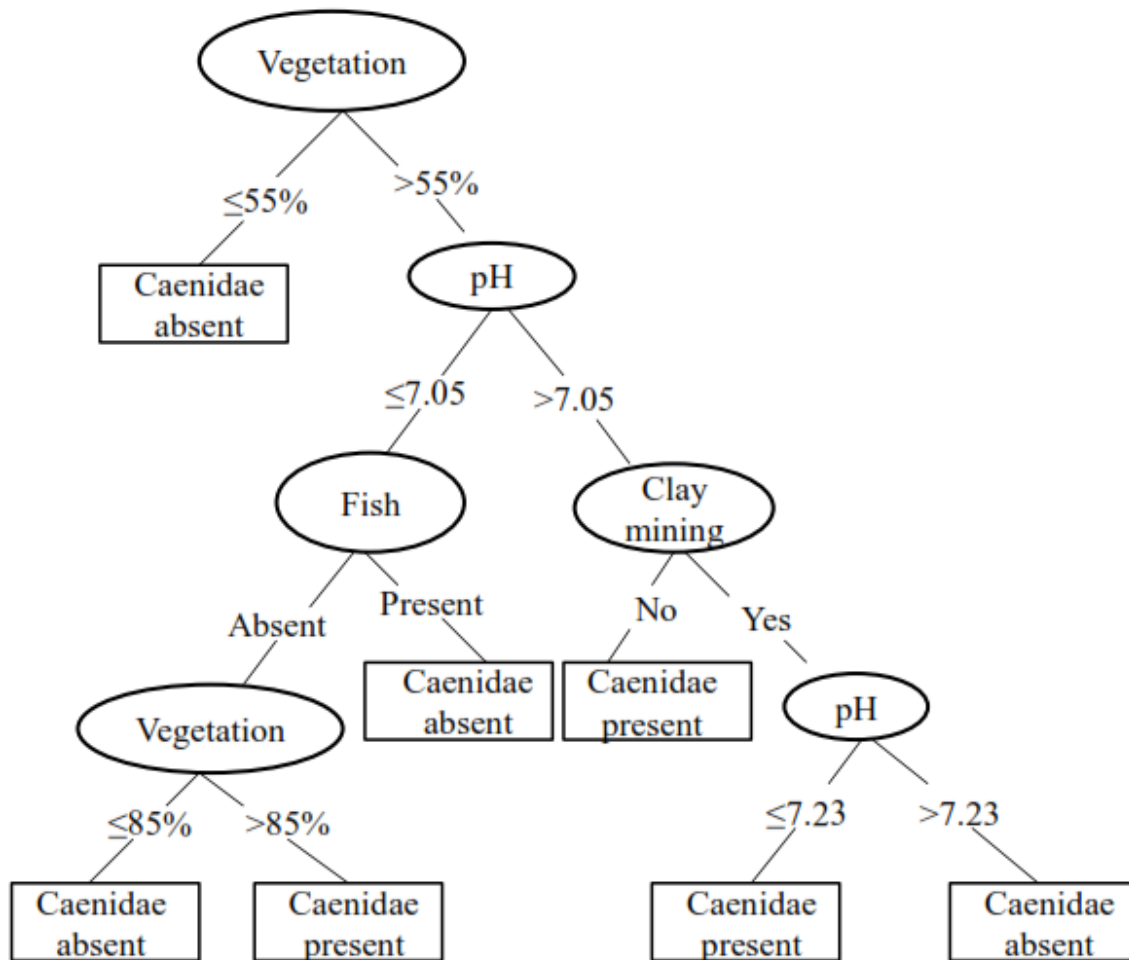 Vegetation
≤55%
>55%
Caenidae
absent
pH
≤7.05
>7.05
Fish
Clay
mining
Absent
Present
No
Yes
Vegetation
Caenidae
absent
Caenidae
present
pH
≤85%
>85%
≤7.23
>7.23
Caenidae
absent
Caenidae
present
Caenidae
present
Caenidae
absent